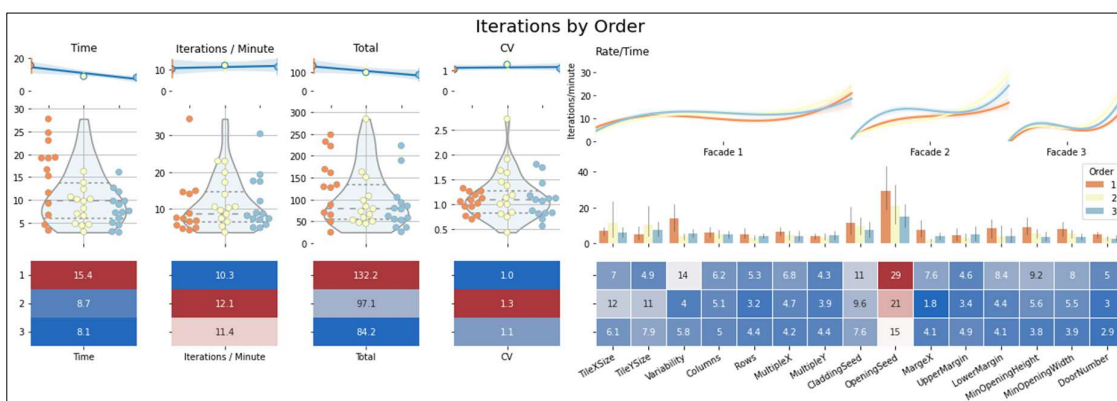 Iterations by Order
Time
Iterations / Minute
Total
CV
Rate/Time
20
0
10
0
100
0
1
0
30
20
10
0
Iterations/minute
Facade 1
Facade 2
Facade 3
30
25
20
15
10
5
30
20
10
0
300
250
200
150
100
50
0
2.5
2.0
1.5
1.0
0.5
40
20
0
Order
1
2
3
1 15.4 10.3 132.2 1.0
2 8.7 12.1 97.1 1.3
3 8.1 11.4 84.2 1.1
Time
Iterations / Minute
Total
CV
7 4.9 14 6.2 5.3 6.8 4.3 11 29 7.6 4.6 8.4 9.2 8 5
12 11 4 5.1 3.2 4.7 3.9 9.6 21 1.8 3.4 4.4 5.6 5.5 3
6.1 7.9 5.8 5 4.4 4.2 4.4 7.6 15 4.1 4.9 4.1 3.8 3.9 2.9
TileXSize
TileYSize
Variability
Columns
Rows
MultipleX
MultipleY
CladdingSeed
OpeningSeed
MargeX
UpperMargin
LowerMargin
MinOpeningHeight
MinOpeningWidth
DoorNumber